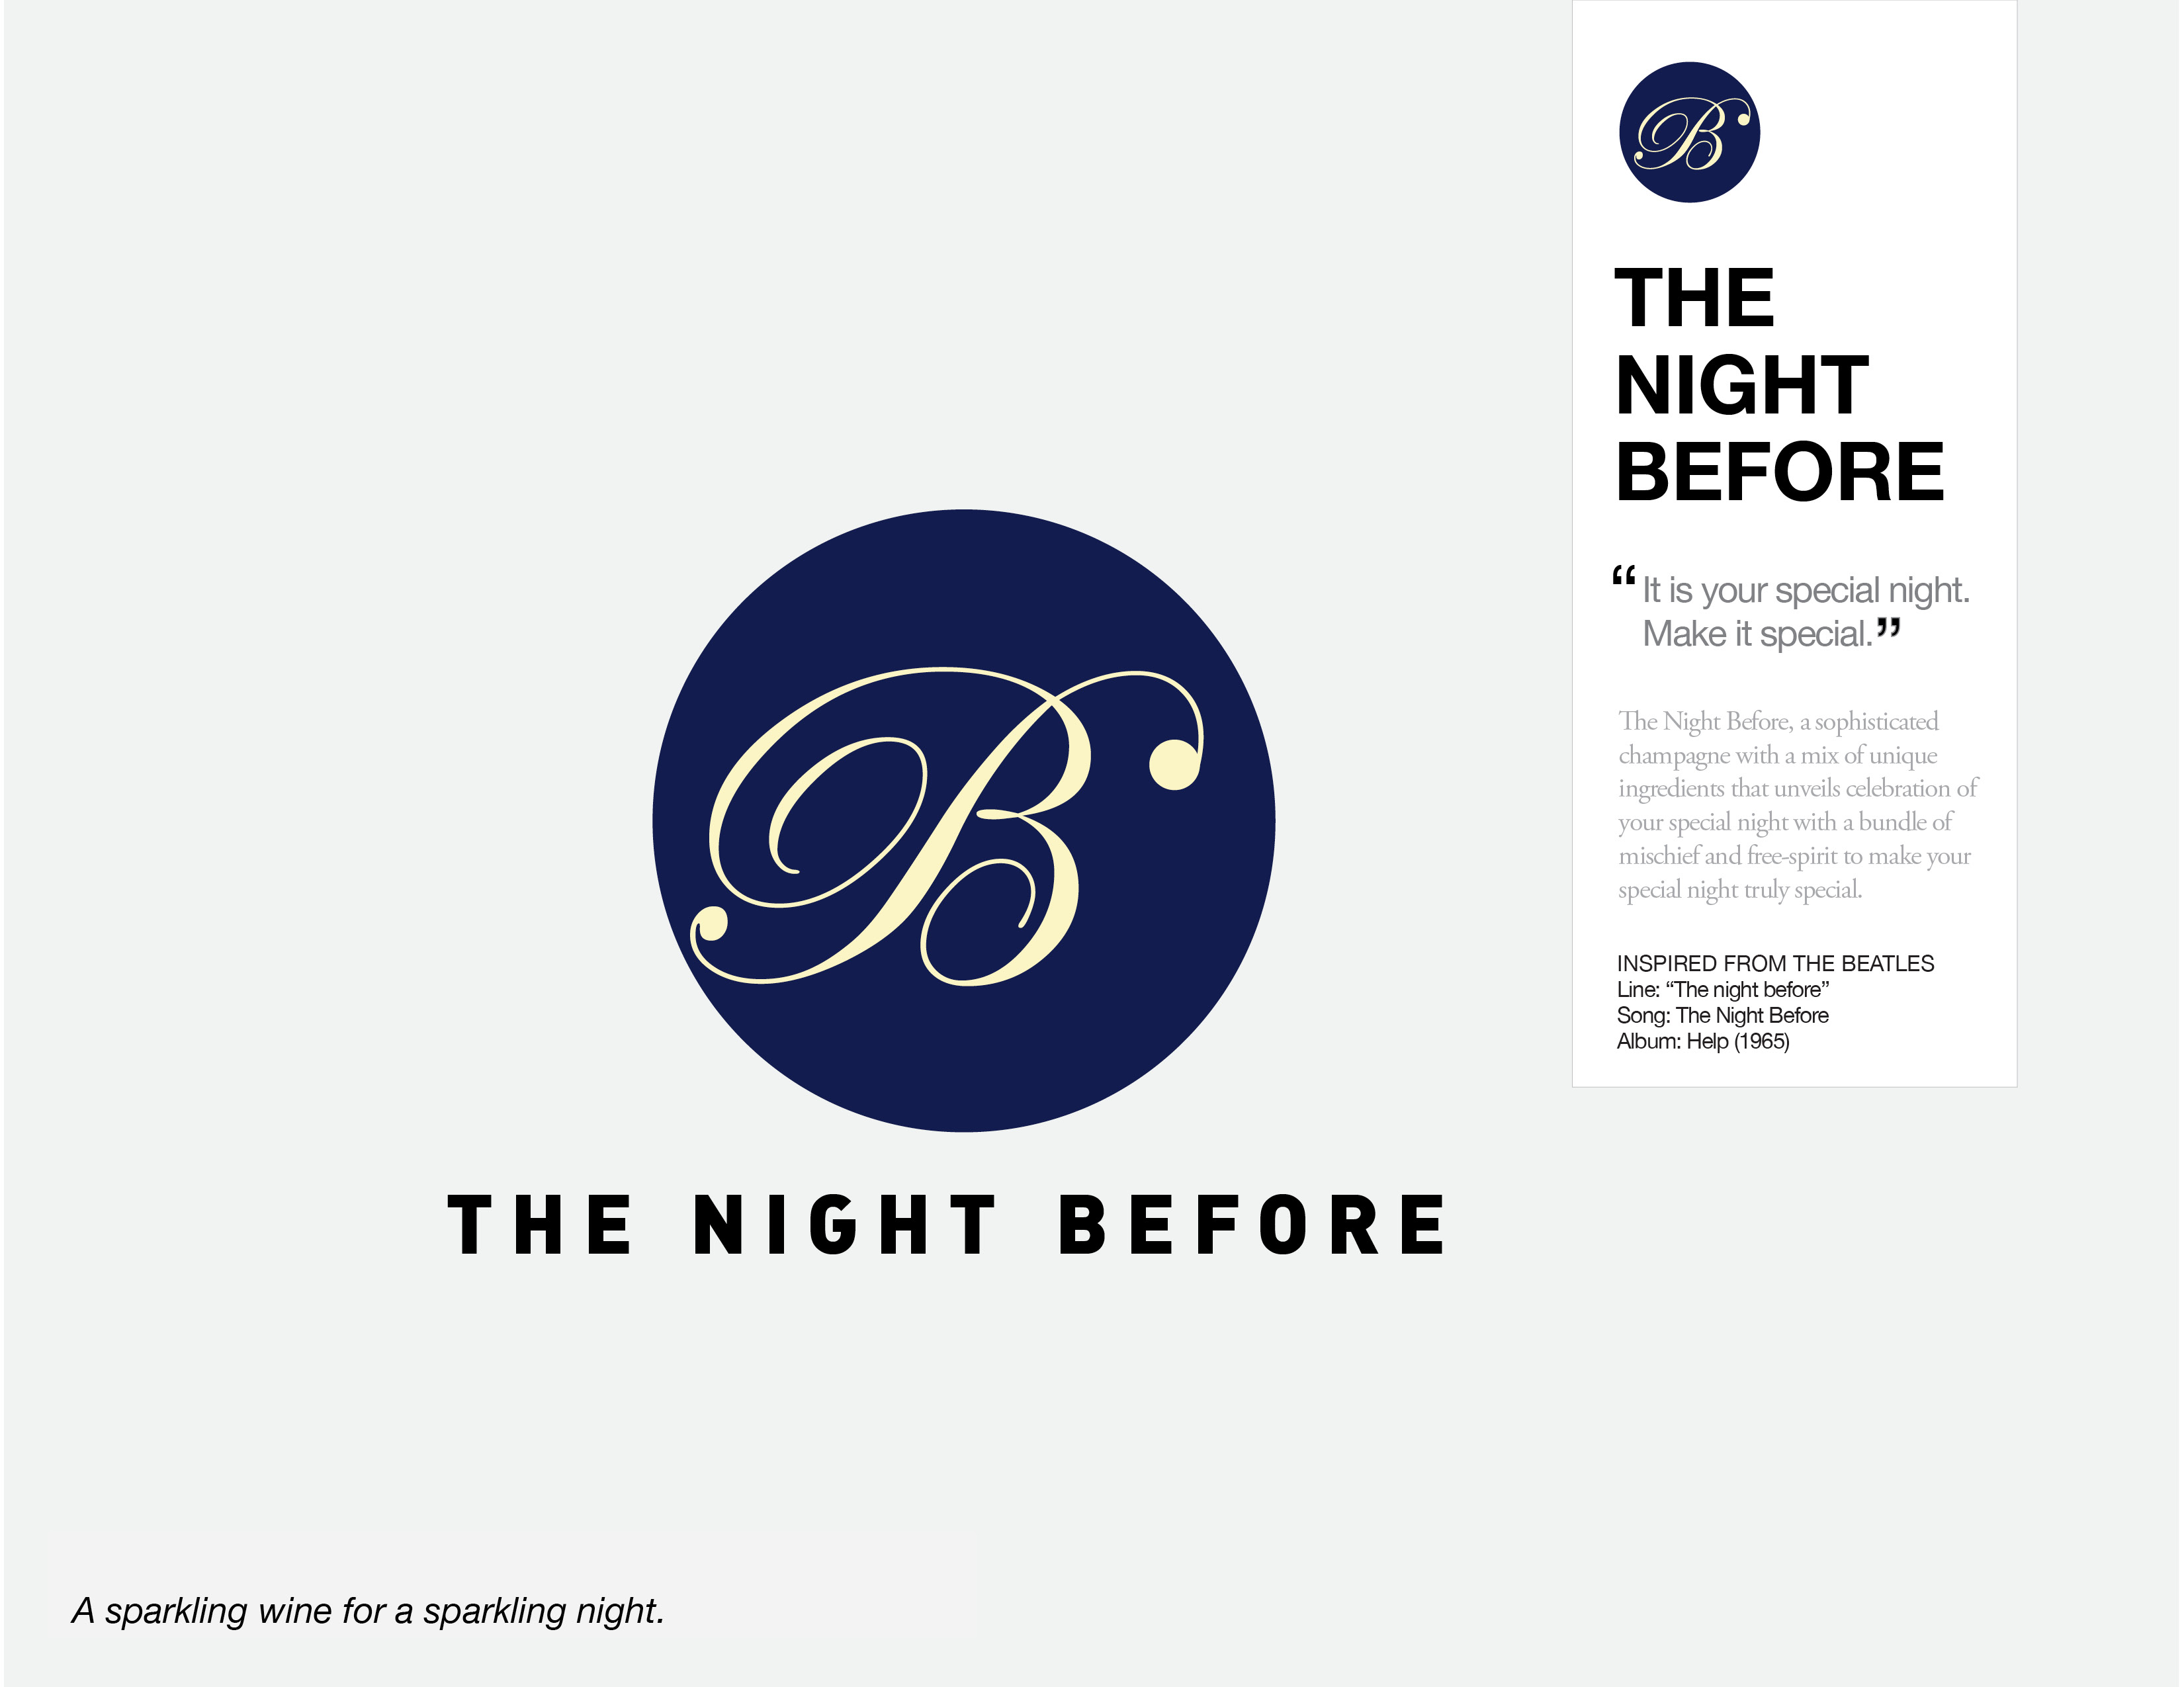 B
THE NIGHT BEFORE
A sparkling wine for a sparkling night.
B
THE
NIGHT
BEFORE
“It is your special night.
Make it special.”
The Night Before, a sophisticated
champagne with a mix of unique
ingredients that unveils celebration of
your special night with a bundle of
mischief and free-spirit to make your
special night truly special.
INSPIRED FROM THE BEATLES
Line: “The night before”
Song: The Night Before
Album: Help (1965)